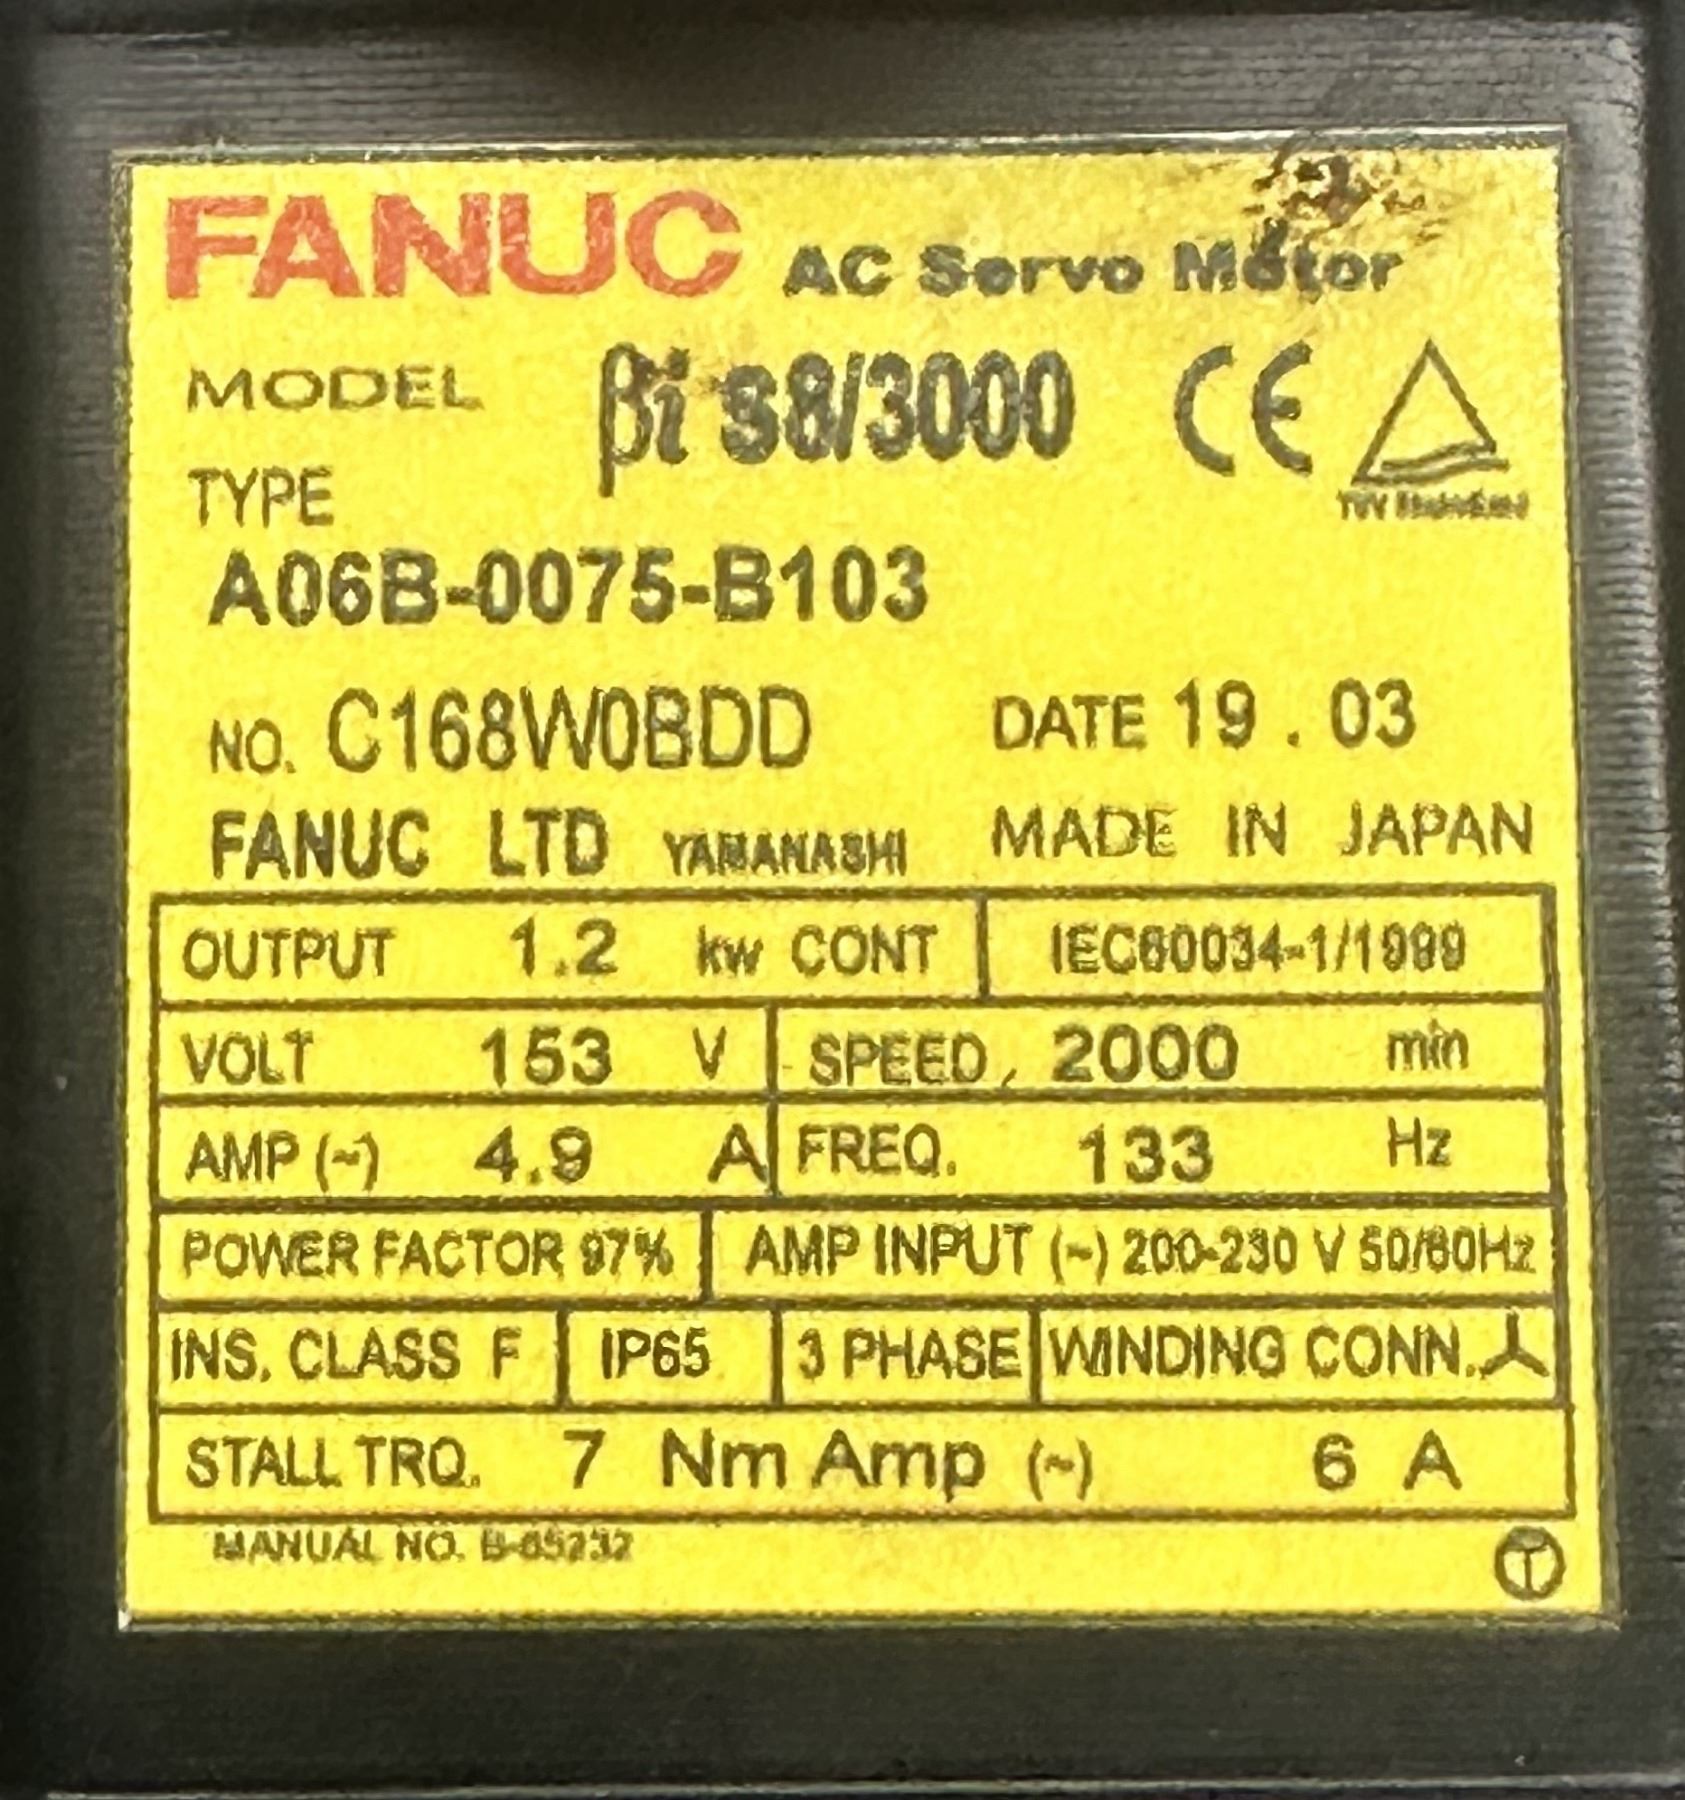 FANUC AC Servo Motor
MODEL βi S8/3000 CE
TYPE
A06B-0075-B103
NO. C168W0BDD DATE 19 . 03
FANUC LTD YAMANASHI MADE IN JAPAN
OUTPUT 1.2 kw CONT IEC60034-1/1999
VOLT 153 V SPEED 2000 min
AMP (~) 4.9 A FREQ. 133 Hz
POWER FACTOR 97% AMP INPUT (~) 200-230 V 50/60Hz
INS. CLASS F IP65 3 PHASE WINDING CONN.
STALL TRQ. 7 Nm Amp (~) 6 A
MANUAL NO.